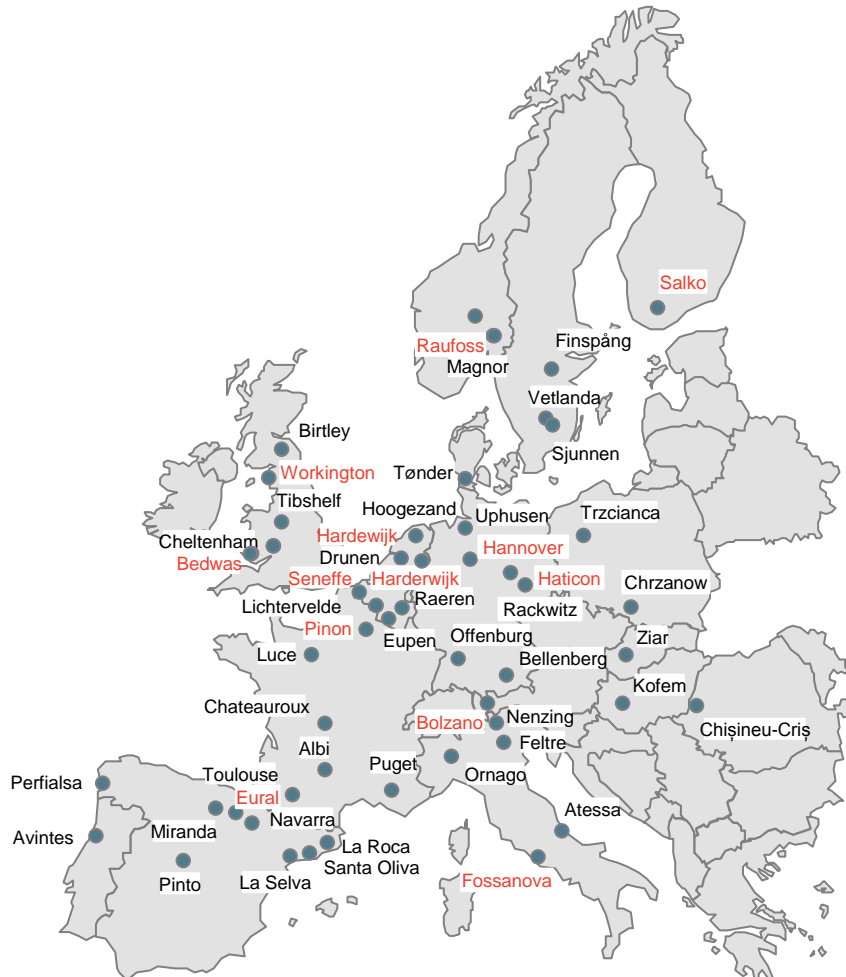 Salko
Raufoss
Finspång
Magnor
Vetlanda
Birtley
Sjunnen
Workington
Tønder
Tibshelf
Hoogezand
Uphusen
Trzcianca
Cheltenham
Hardewijk
Hannover
Bedwas
Drunen
Seneffe
Harderwijk
Haticon
Chrzanow
Lichtervelde
Raeren
Rackwitz
Pinon
Eupen
Offenburg
Ziar
Luce
Bellenberg
Kofem
Chateauroux
Bolzano
Nenzing
Chișineu-Criș
Albi
Feltre
Perfialsa
Toulouse
Puget
Ornago
Eural
Atessa
Avintes
Miranda
Navarra
La Roca
Santa Oliva
Pinto
La Selva
Fossanova